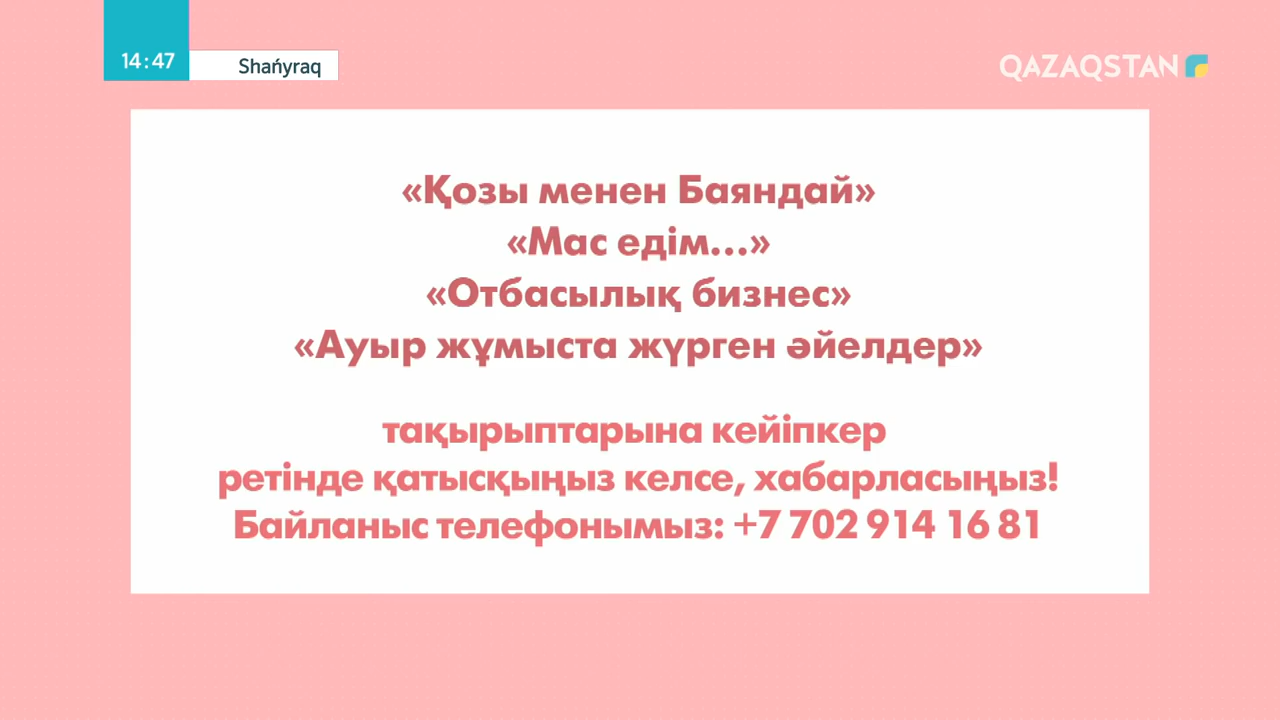 14:47
Shańyraq
QAZAQSTAN
«Қозы менен Баяндай»
«Мас едім...»
«Отбасылық бизнес»
«Ауыр жұмыста жүрген әйелдер»
тақырыптарына кейіпкер
ретінде қатысқыңыз келсе, хабарласыңыз!
Байланыс телефонымыз: +7 702 914 16 81